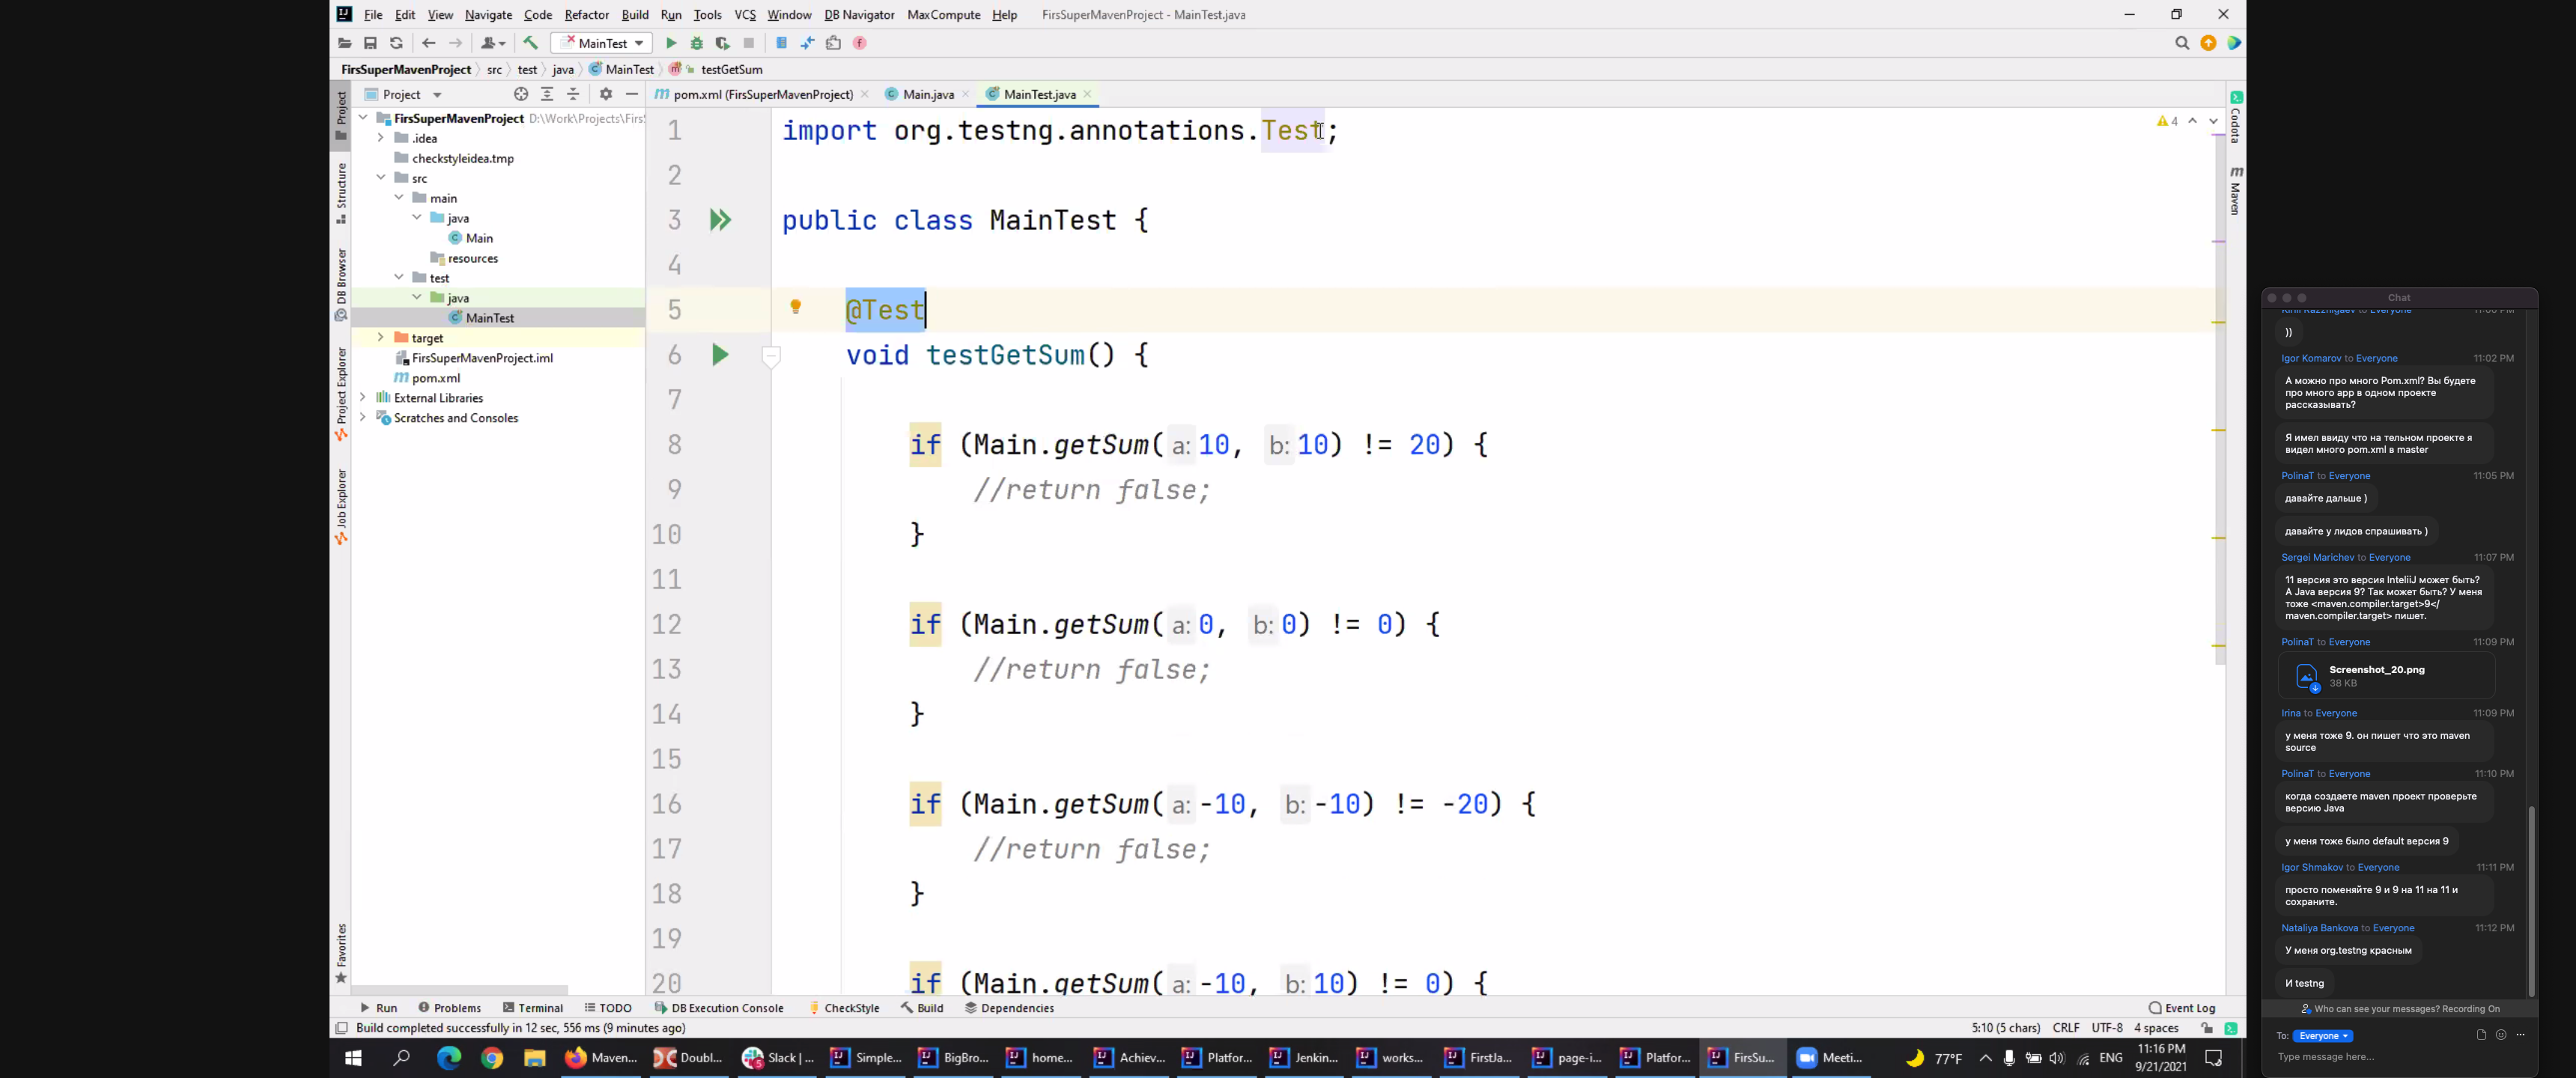 File Edit View Navigate Code Refactor Build Run Tools VCS Window DB Navigator MaxCompute Help FirsSuperMavenProject - MainTest.java
MainTest
FirsSuperMavenProject src test java MainTest testGetSum
Project
pom.xml (FirsSuperMavenProject) Main.java MainTest.java
Project
Structure
DB Browser
Project Explorer
Job Explorer
Favorites
FirsSuperMavenProject D:\Work\Projects\Firs
.idea
checkstyleidea.tmp
src
main
java
Main
resources
test
java
MainTest
target
FirsSuperMavenProject.iml
pom.xml
External Libraries
Scratches and Consoles
1 import org.testng.annotations.Test;
2
3 public class MainTest {
4
5 @Test
6 void testGetSum() {
7
8 if (Main.getSum( a: 10, b: 10) != 20) {
9 //return false;
10 }
11
12 if (Main.getSum( a: 0, b: 0) != 0) {
13 //return false;
14 }
15
16 if (Main.getSum( a: -10, b: -10) != -20) {
17 //return false;
18 }
19
20 if (Main.getSum( a: -10, b: 10) != 0) {
4
Codota
Maven
Run Problems Terminal TODO DB Execution Console CheckStyle Build Dependencies Event Log
Build completed successfully in 12 sec, 556 ms (9 minutes ago) 5:10 (5 chars) CRLF UTF-8 4 spaces
Maven... Doubl... Slack | ... Simple... BigBro... home... Achiev... Platfor... Jenkin... works... FirstJa... page-i... Platfor... FirsSu... Meeti... 77°F ENG 11:16 PM
9/21/2021
Chat
))
Igor Komarov to Everyone 11:02 PM
А можно про много Pom.xml? Вы будете
про много app в одном проекте
рассказывать?
Я имел ввиду что на тельном проекте я
видел много pom.xml в master
PolinaT to Everyone 11:05 PM
давайте дальше )
давайте у лидов спрашивать )
Sergei Marichev to Everyone 11:07 PM
11 версия это версия InteliiJ может быть?
А Java версия 9? Так может быть? У меня
тоже <maven.compiler.target>9</
maven.compiler.target> пишет.
PolinaT to Everyone 11:09 PM
Screenshot_20.png
38 KB
Irina to Everyone 11:09 PM
у меня тоже 9. он пишет что это maven
source
PolinaT to Everyone 11:10 PM
когда создаете maven проект проверьте
версию Java
у меня тоже было default версия 9
Igor Shmakov to Everyone 11:11 PM
просто поменяйте 9 и 9 на 11 на 11 и
сохраните.
Nataliya Bankova to Everyone 11:12 PM
У меня org.testng красным
И testng
Who can see your messages? Recording On
To: Everyone
Type message here...